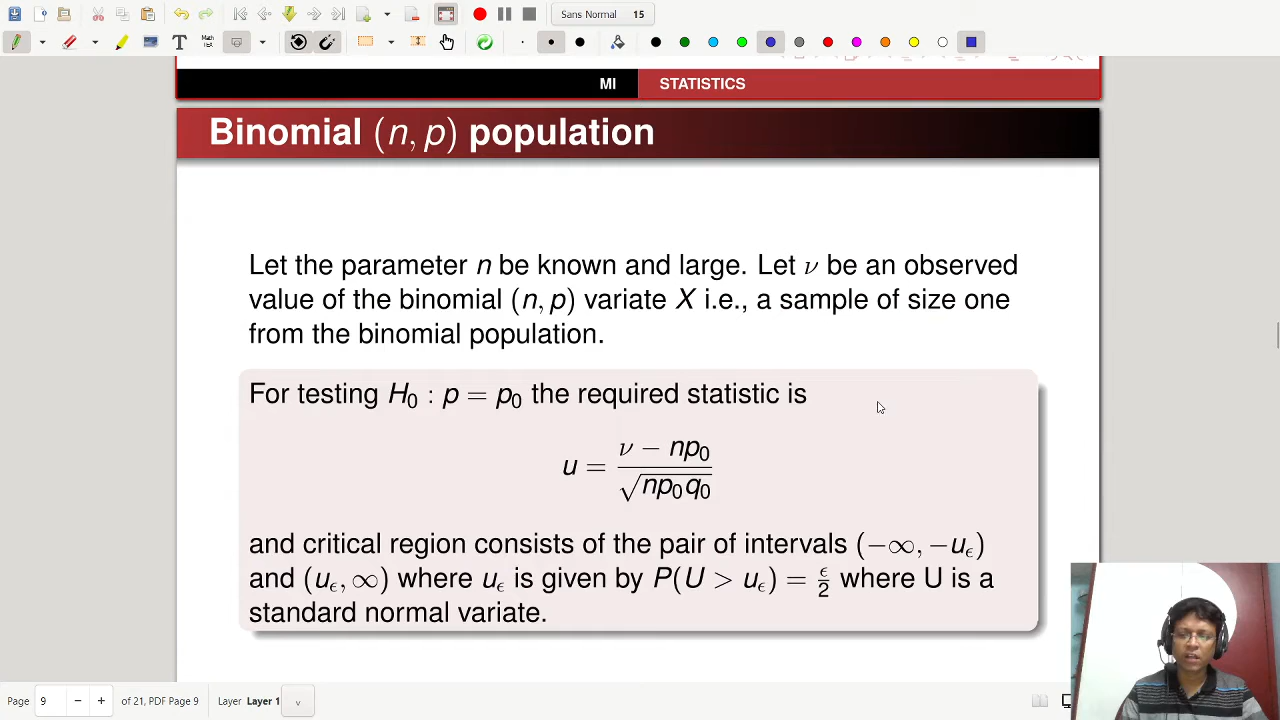 Sans Normal 15
MI STATISTICS
Binomial (n, p) population
Let the parameter n be known and large. Let ν be an observed
value of the binomial (n, p) variate X i.e., a sample of size one
from the binomial population.
For testing H₀ : p = p₀ the required statistic is
u = (ν − np₀) / √(np₀q₀)
and critical region consists of the pair of intervals (−∞, −u_ϵ)
and (u_ϵ, ∞) where u_ϵ is given by P(U > u_ϵ) = ϵ/2 where U is a
standard normal variate.
Page 9 − + of 21, PDF Page 9 Layer Layer 1